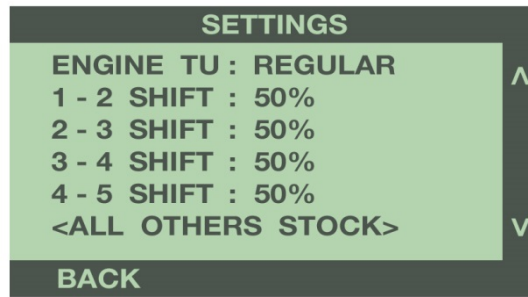 SETTINGS
ENGINE TU : REGULAR
1 - 2 SHIFT : 50%
2 - 3 SHIFT : 50%
3 - 4 SHIFT : 50%
4 - 5 SHIFT : 50%
<ALL OTHERS STOCK>
BACK